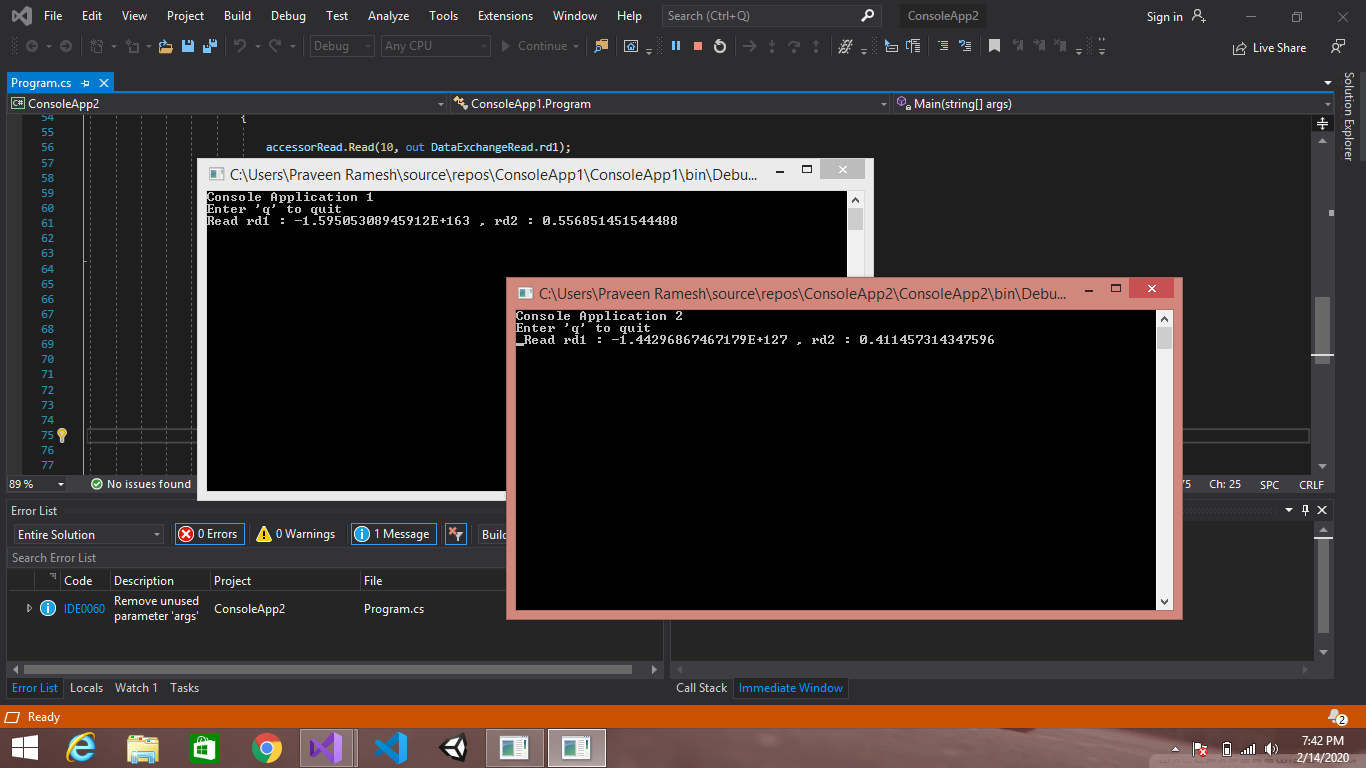 File Edit View Project Build Debug Test Analyze Tools Extensions Window Help Search (Ctrl+Q) ConsoleApp2 Sign in
Debug Any CPU Continue Live Share
Program.cs
ConsoleApp2 ConsoleApp1.Program Main(string[] args)
Solution Explorer
54 {
55
56 accessorRead.Read(10, out DataExchangeRead.rd1);
57
58
59
60
61
62
63
64
65
66
67
68
69
70
71
72
73
74
75
76
77
C:\Users\Praveen Ramesh\source\repos\ConsoleApp1\ConsoleApp1\bin\Debu...
Console Application 1
Enter 'q' to quit
Read rd1 : -1.59505308945912E+163 , rd2 : 0.556851451544488
C:\Users\Praveen Ramesh\source\repos\ConsoleApp2\ConsoleApp2\bin\Debu...
Console Application 2
Enter 'q' to quit
_Read rd1 : -1.44296867467179E+127 , rd2 : 0.411457314347596
89 % No issues found Ch: 25 SPC CRLF
Error List
Entire Solution 0 Errors 0 Warnings 1 Message Build
Search Error List
Code Description Project File
IDE0060 Remove unused parameter 'args' ConsoleApp2 Program.cs
Error List Locals Watch 1 Tasks
Call Stack Immediate Window
Ready 2
7:42 PM
2/14/2020